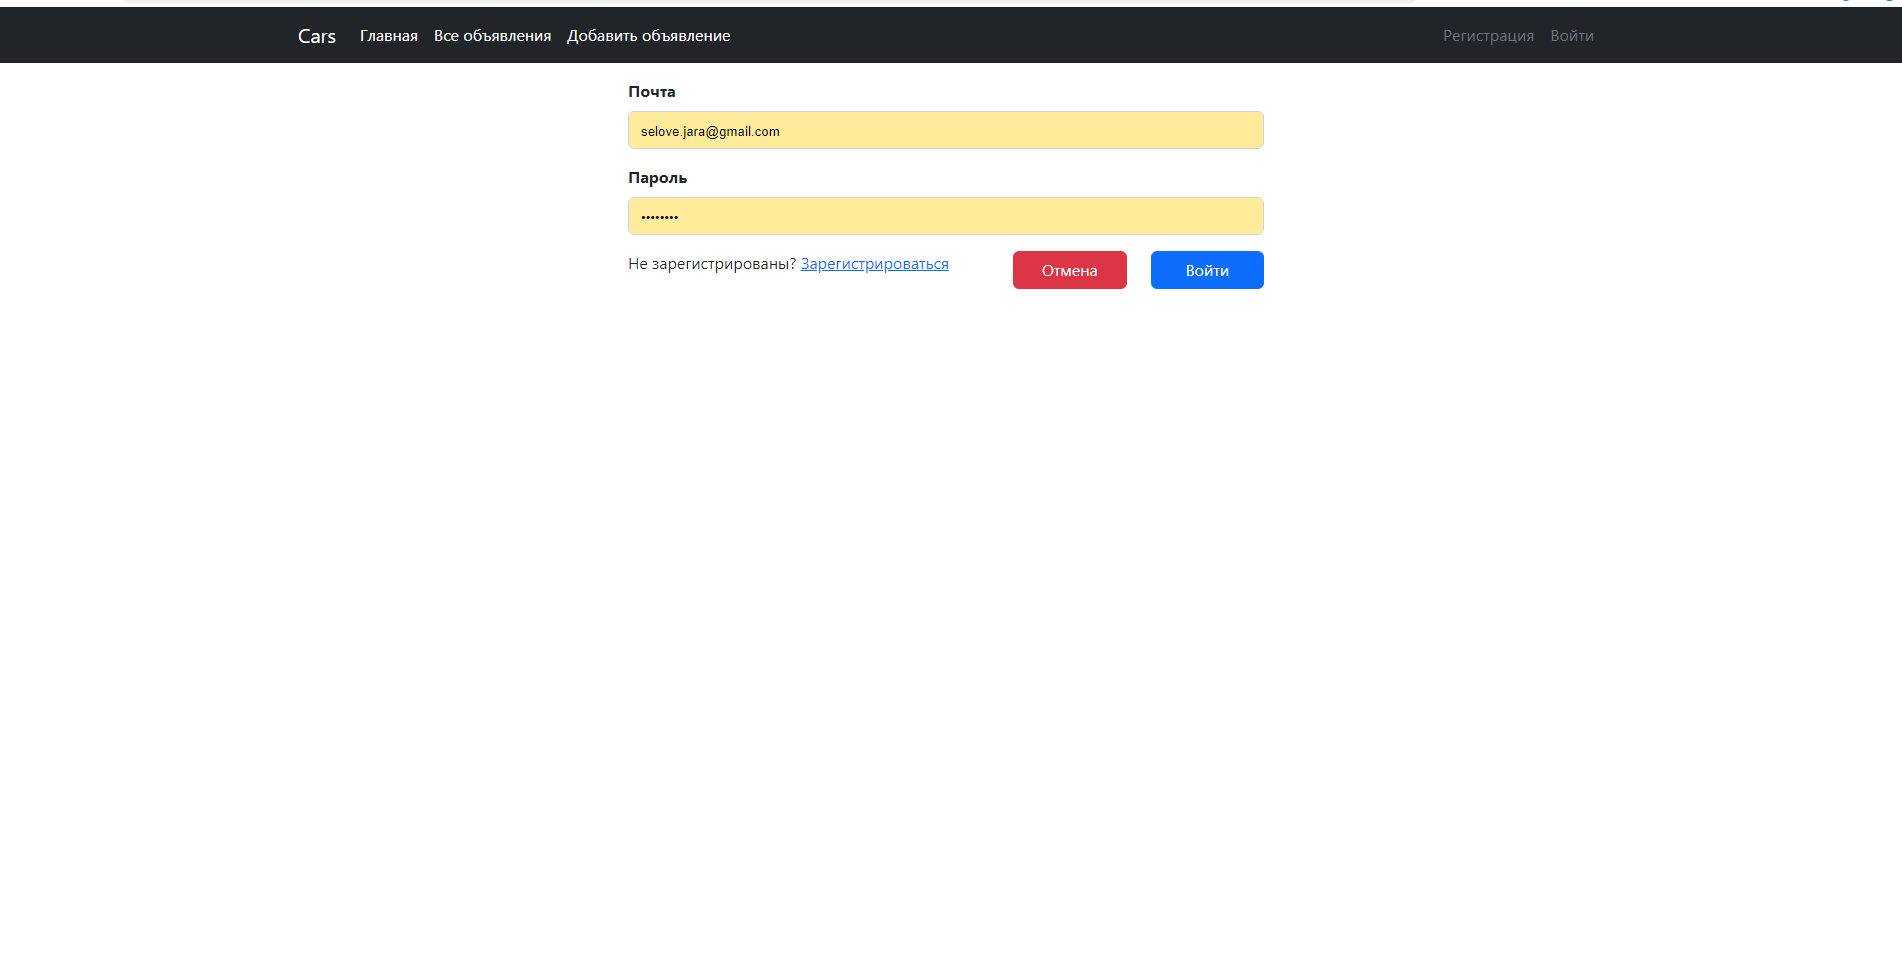 Cars Главная Все объявления Добавить объявление Регистрация Войти
Почта
selove.jara@gmail.com
Пароль
••••••••
Не зарегистрированы? Зарегистрироваться Отмена Войти